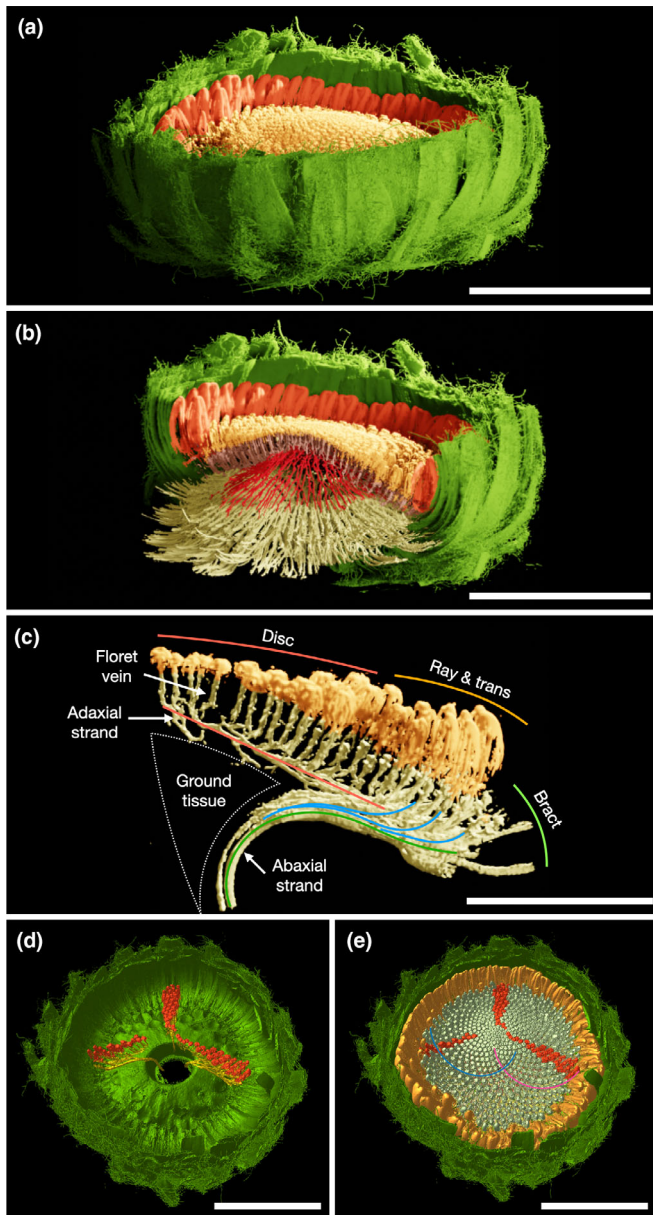 (a)
(b)
(c)
Disc
Floret
vein
Ray & trans
Adaxial
strand
Ground
tissue
Bract
Abaxial
strand
(d)
(e)